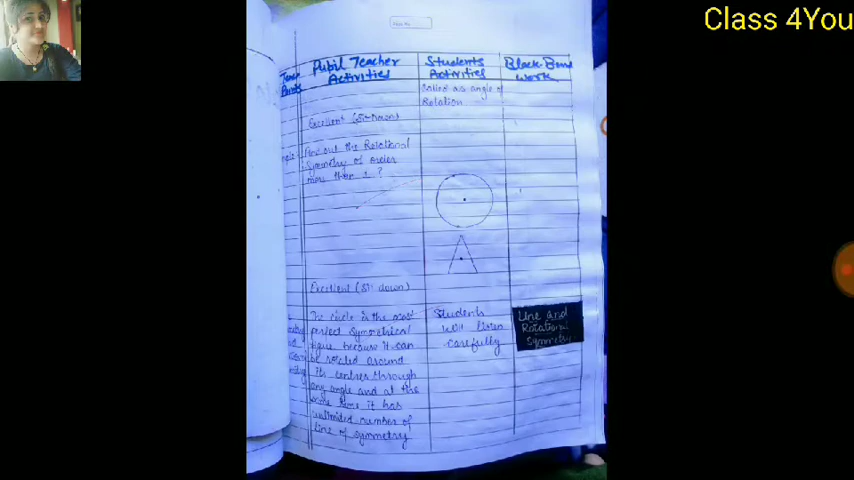 Class 4You
Pupil Teacher
Activities
Students
Activities
Black Board
Work
called as angle of
Rotation
Excellent (Sit down)
Find out the Rotational
Symmetry of order
more than 1 ?
Excellent (Sit down)
The circle is the most
perfect symmetrical
figure because it can
be rotated around
its centres through
any angle and at the
same time it has
unlimited number of
line of symmetry
Students
will listen
carefully
Line and
Rotational
Symmetry